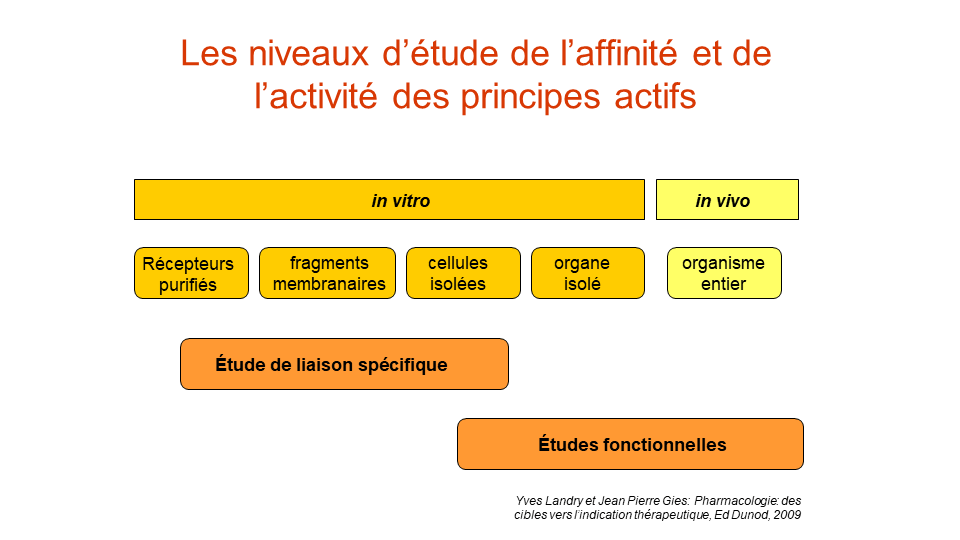 Les niveaux d’étude de l’affinité et de
l’activité des principes actifs
in vitro
in vivo
Récepteurs
purifiés
fragments
membranaires
cellules
isolées
organe
isolé
organisme
entier
Étude de liaison spécifique
Études fonctionnelles
Yves Landry et Jean Pierre Gies: Pharmacologie: des
cibles vers l’indication thérapeutique, Ed Dunod, 2009